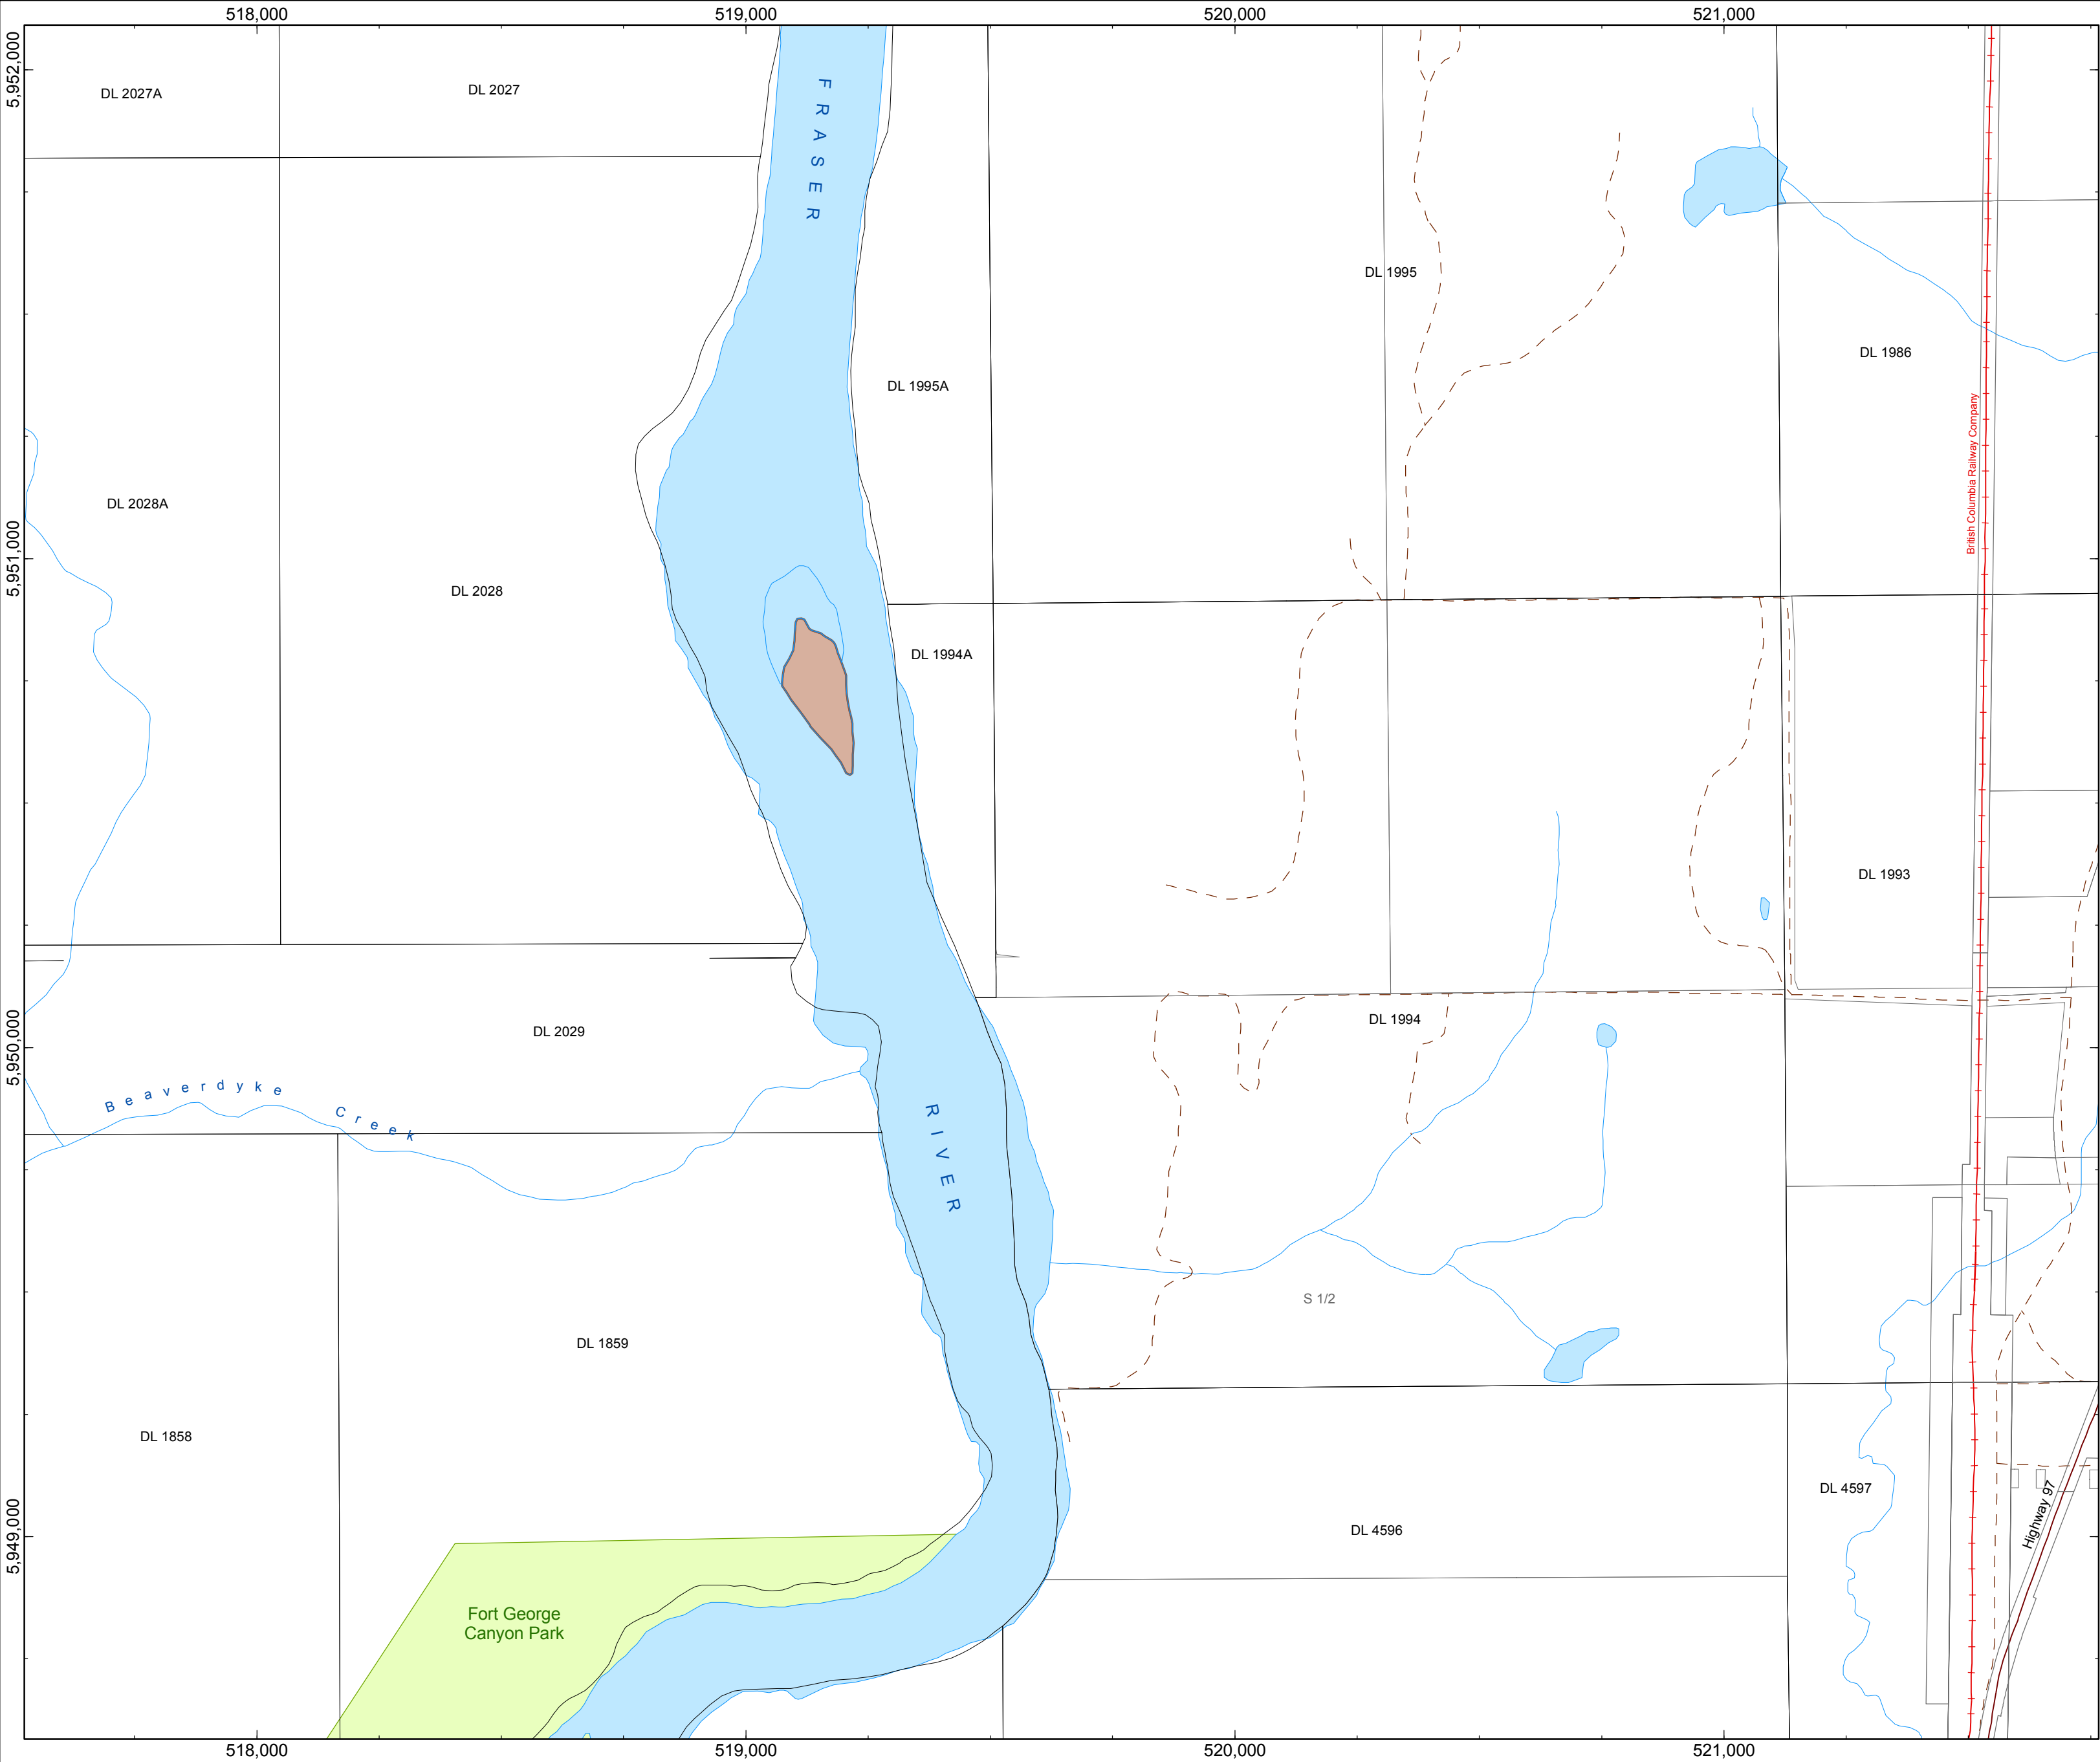 518,000
519,000
520,000
521,000
5,952,000
DL 2027A
DL 2027
FRASER
DL 1995
DL 1986
DL 1995A
British Columbia Railway Company
DL 2028A
5,951,000
DL 2028
DL 1994A
DL 1993
5,950,000
DL 2029
DL 1994
Beaverdyke Creek
RIVER
S 1/2
DL 1859
DL 1858
DL 4597
Highway 97
5,949,000
DL 4596
Fort George
Canyon Park
518,000
519,000
520,000
521,000